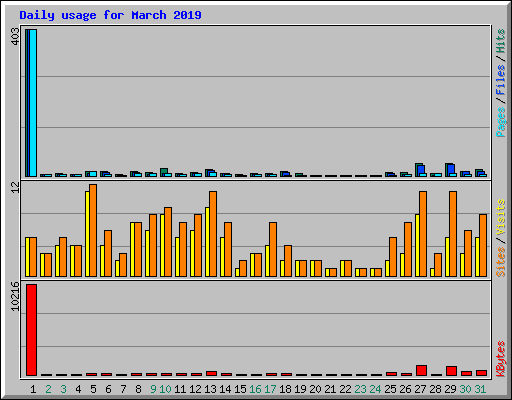 Daily usage for March 2019
403
Pages / Files / Hits
12
Sites / Visits
10216
KBytes
1 2 3 4 5 6 7 8 9 10 11 12 13 14 15 16 17 18 19 20 21 22 23 24 25 26 27 28 29 30 31